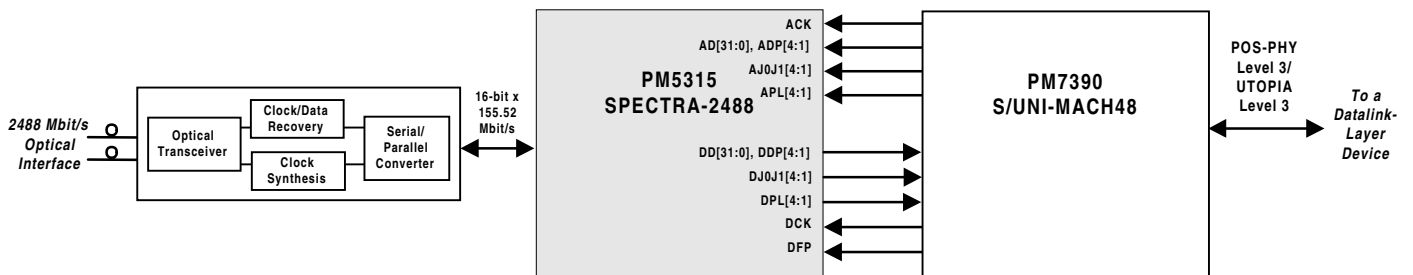 2488 Mbit/s
Optical
Interface
Optical
Transceiver
Clock/Data
Recovery
Clock
Synthesis
Serial/
Parallel
Converter
16-bit x
155.52
Mbit/s
PM5315
SPECTRA-2488
ACK
AD[31:0], ADP[4:1]
AJ0J1[4:1]
APL[4:1]
DD[31:0], DDP[4:1]
DJ0J1[4:1]
DPL[4:1]
DCK
DFP
PM7390
S/UNI-MACH48
POS-PHY
Level 3/
UTOPIA
Level 3
To a
Datalink-
Layer
Device